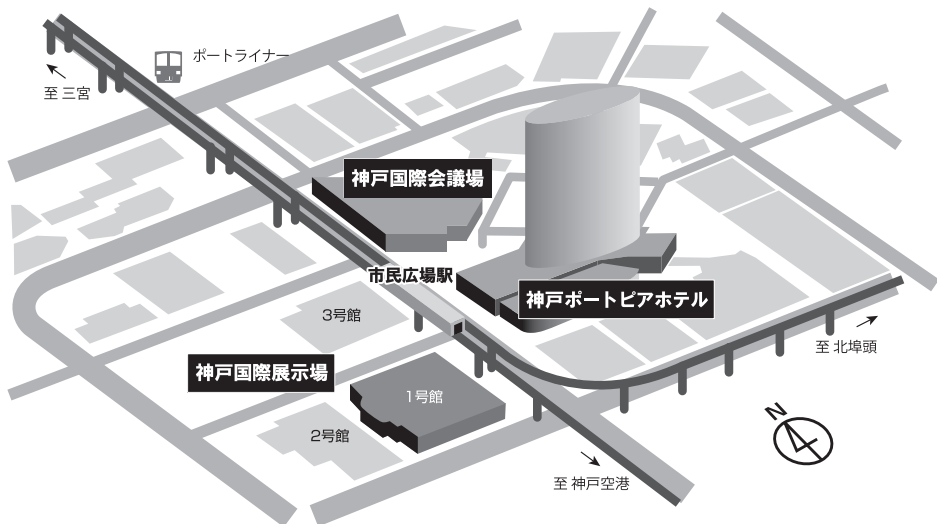 ポートライナー
至 三宮
神戸国際会議場
市民広場駅
神戸ポートピアホテル
3号館
至 北埠頭
神戸国際展示場
1号館
2号館
N
至 神戸空港